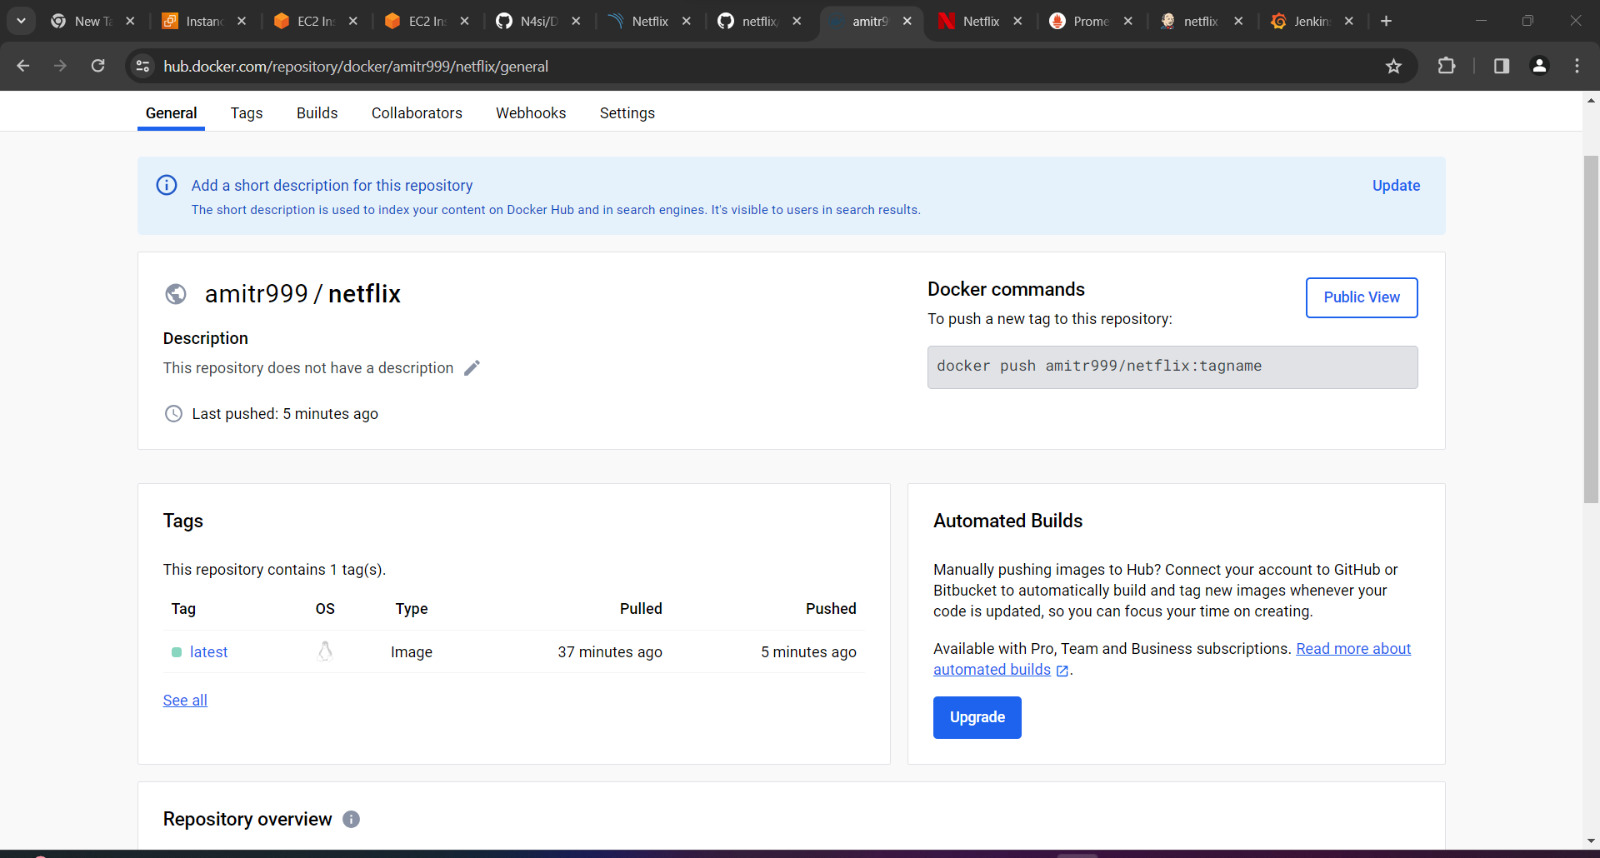 New Ta
Instanc
EC2 Ins
EC2 Ins
N4si/D
Netflix
netflix,
amitr9
Netflix
Prome
netflix
Jenkin
hub.docker.com/repository/docker/amitr999/netflix/general
General Tags Builds Collaborators Webhooks Settings
Add a short description for this repository
Update
The short description is used to index your content on Docker Hub and in search engines. It's visible to users in search results.
amitr999 / netflix
Description
This repository does not have a description
Last pushed: 5 minutes ago
Docker commands
Public View
To push a new tag to this repository:
docker push amitr999/netflix:tagname
Tags
This repository contains 1 tag(s).
Tag OS Type Pulled Pushed
latest Image 37 minutes ago 5 minutes ago
See all
Automated Builds
Manually pushing images to Hub? Connect your account to GitHub or
Bitbucket to automatically build and tag new images whenever your
code is updated, so you can focus your time on creating.
Available with Pro, Team and Business subscriptions. Read more about
automated builds .
Upgrade
Repository overview